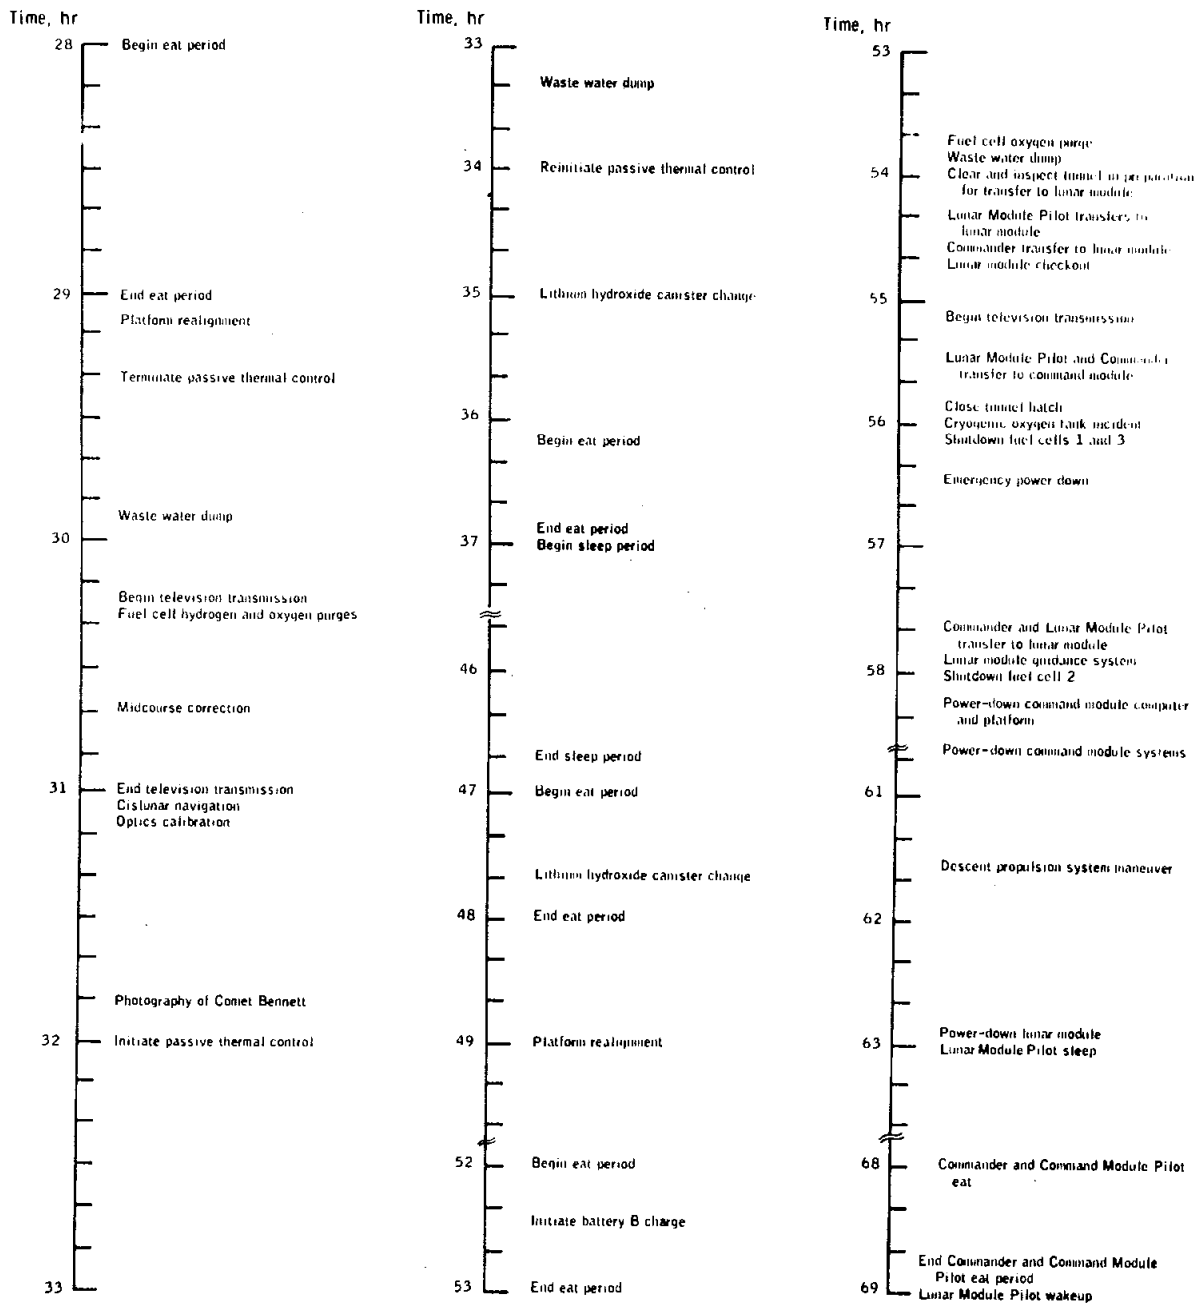 Time, hr
28 Begin eat period
29 End eat period
Platform realignment
Terminate passive thermal control
Waste water dump
30
Begin television transmission
Fuel cell hydrogen and oxygen purges
Midcourse correction
31 End television transmission
Cislunar navigation
Optics calibration
Photography of Comet Bennett
32 Initiate passive thermal control
33
Time, hr
33
Waste water dump
34 Reinitiate passive thermal control
35 Lithium hydroxide canister change
36
Begin eat period
End eat period
37 Begin sleep period
46
End sleep period
47 Begin eat period
Lithium hydroxide canister change
48 End eat period
49 Platform realignment
52 Begin eat period
Initiate battery B charge
53 End eat period
Time, hr
53
Fuel cell oxygen purge
Waste water dump
54 Clear and inspect tunnel in preparation
for transfer to lunar module
Lunar Module Pilot transfers to
lunar module
Commander transfer to lunar module
Lunar module checkout
55
Begin television transmission
Lunar Module Pilot and Commander
transfer to command module
Close tunnel hatch
56 Cryogenic oxygen tank incident
Shutdown fuel cells 1 and 3
Emergency power down
57
Commander and Lunar Module Pilot
transfer to lunar module
Lunar module guidance system
58 Shutdown fuel cell 2
Power-down command module computer
and platform
Power-down command module systems
61
Descent propulsion system maneuver
62
Power-down lunar module
63 Lunar Module Pilot sleep
68 Commander and Command Module Pilot
eat
End Commander and Command Module
Pilot eat period
69 Lunar Module Pilot wakeup